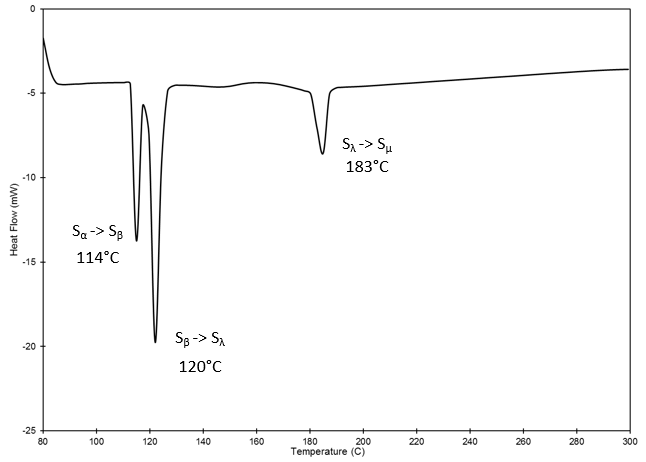 0
-5
-10
-15
-20
-25
Heat Flow (mW)
Sα -> Sβ
114°C
Sβ -> Sλ
120°C
Sλ -> Sμ
183°C
80 100 120 140 160 180 200 220 240 260 280 300
Temperature (C)